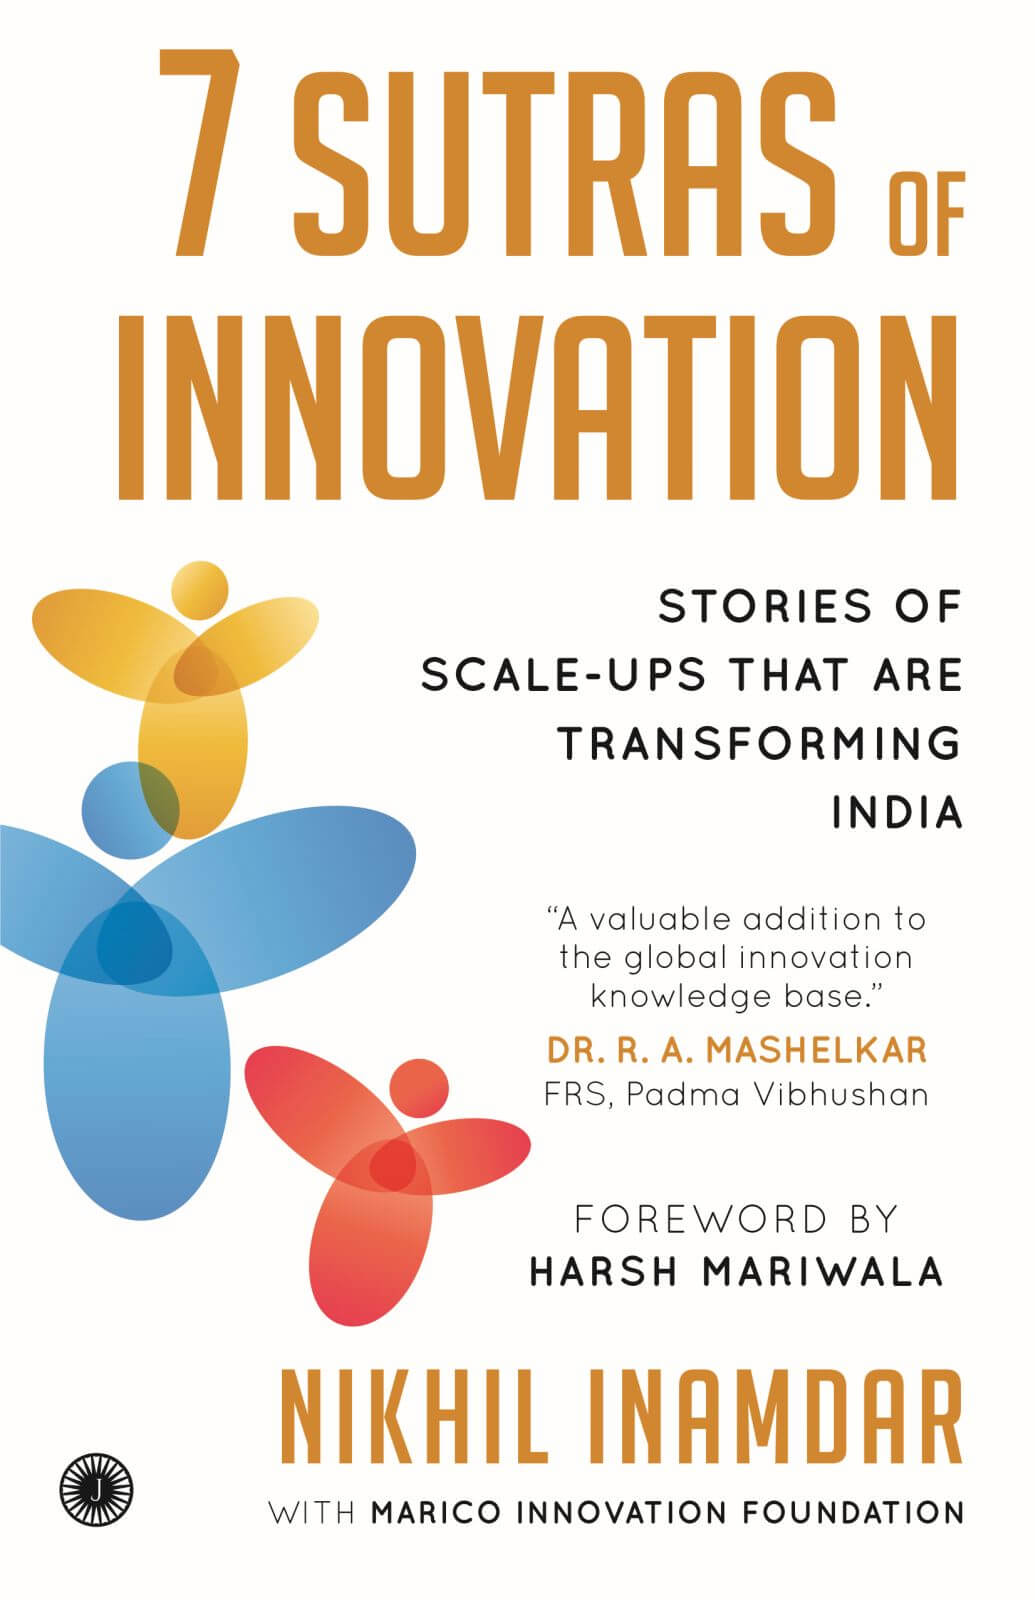 7 SUTRAS OF
INNOVATION
STORIES OF
SCALE-UPS THAT ARE
TRANSFORMING
INDIA
“A valuable addition to
the global innovation
knowledge base.”
DR. R. A. MASHELKAR
FRS, Padma Vibhushan
FOREWORD BY
HARSH MARIWALA
NIKHIL INAMDAR
J
WITH MARICO INNOVATION FOUNDATION